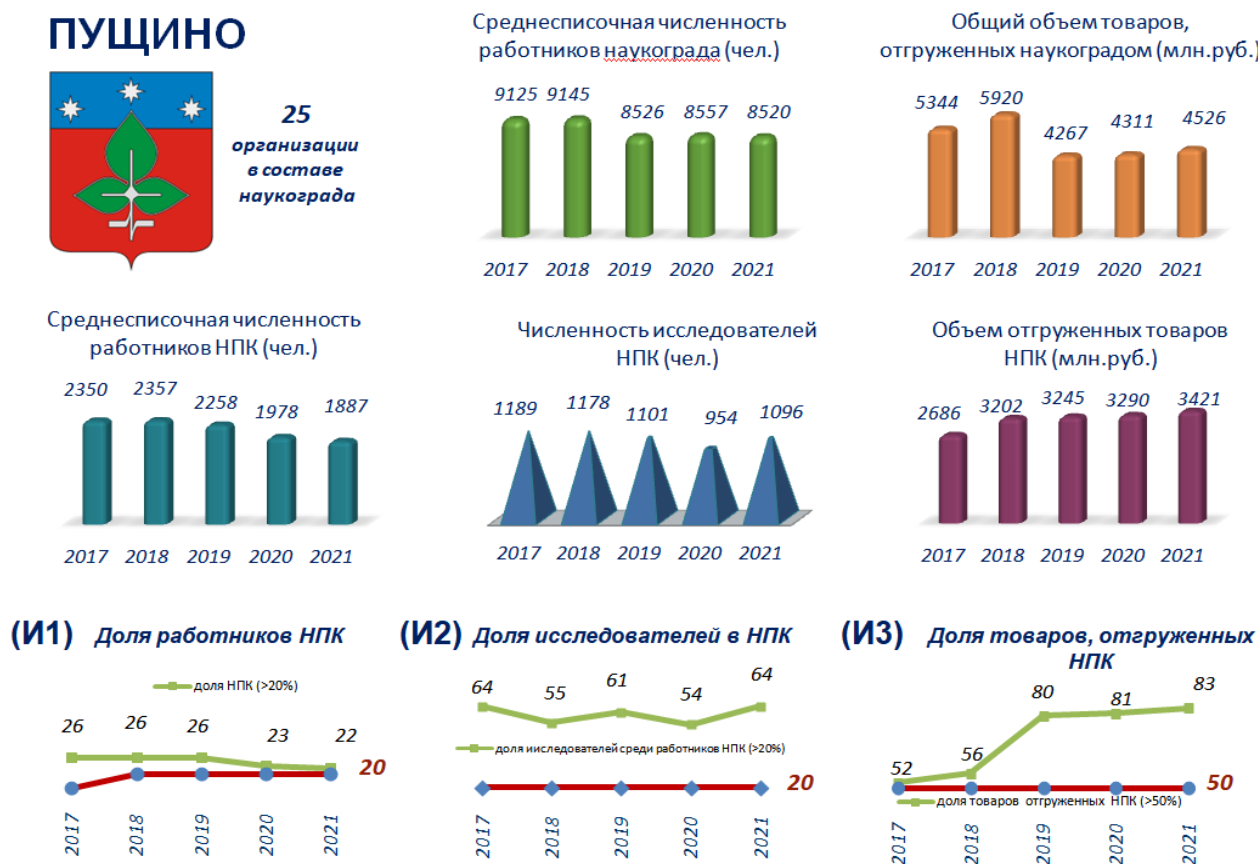 ПУЩИНО
25
организации
в составе
наукограда
Среднесписочная численность
работников наукограда (чел.)
9125 9145 8526 8557 8520
2017 2018 2019 2020 2021
Общий объем товаров,
отгруженных наукоградом (млн.руб.)
5344 5920 4267 4311 4526
2017 2018 2019 2020 2021
Среднесписочная численность
работников НПК (чел.)
2350 2357 2258 1978 1887
2017 2018 2019 2020 2021
Численность исследователей
НПК (чел.)
1189 1178 1101 954 1096
2017 2018 2019 2020 2021
Объем отгруженных товаров
НПК (млн.руб.)
2686 3202 3245 3290 3421
2017 2018 2019 2020 2021
(И1) Доля работников НПК
доля НПК (>20%)
26 26 26 23 22
20
2017 2018 2019 2020 2021
(И2) Доля исследователей в НПК
64 55 61 54 64
доля ииследователей среди работников НПК (>20%)
20
2017 2018 2019 2020 2021
(И3) Доля товаров, отгруженных
НПК
52 56 80 81 83
50
доля товаров отгруженных НПК (>50%)
2017 2018 2019 2020 2021